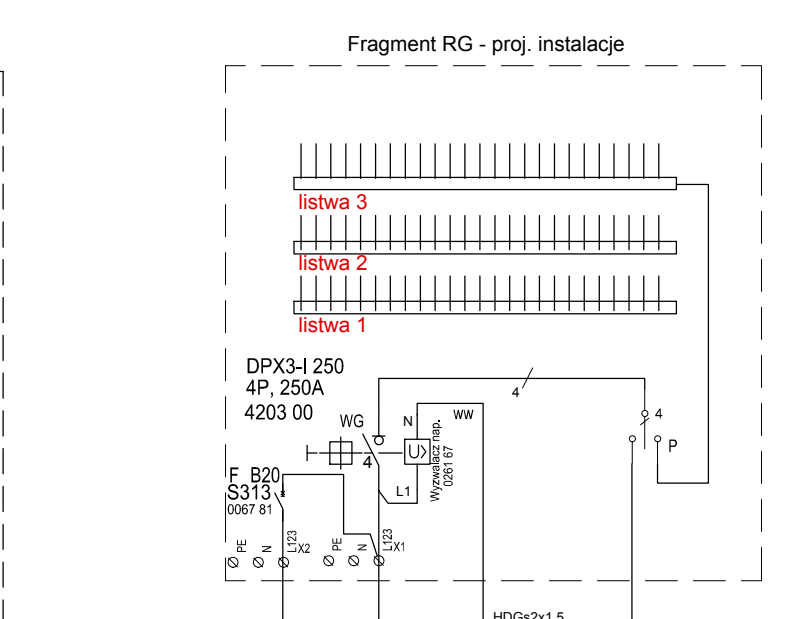 Fragment RG - proj. instalacje
listwa 3
listwa 2
listwa 1
DPX3-I 250
4P, 250A
4203 00
WG
N
WW
4
4
P
4
U>
Wyzwalacz nap.
0261 67
L1
F B20
S313
0067 81
PE
N
L123
X2
PE
N
L123
X1
HDGs2x1,5